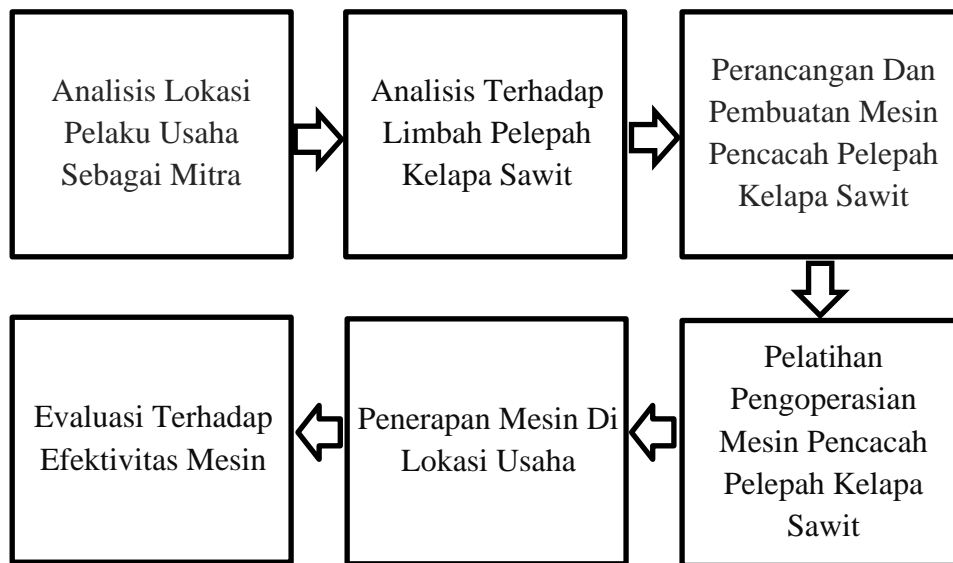 Analisis Lokasi
Pelaku Usaha
Sebagai Mitra
Analisis Terhadap
Limbah Pelepah
Kelapa Sawit
Perancangan Dan
Pembuatan Mesin
Pencacah Pelepah
Kelapa Sawit
Pelatihan
Pengoperasian
Mesin Pencacah
Pelepah Kelapa
Sawit
Penerapan Mesin Di
Lokasi Usaha
Evaluasi Terhadap
Efektivitas Mesin